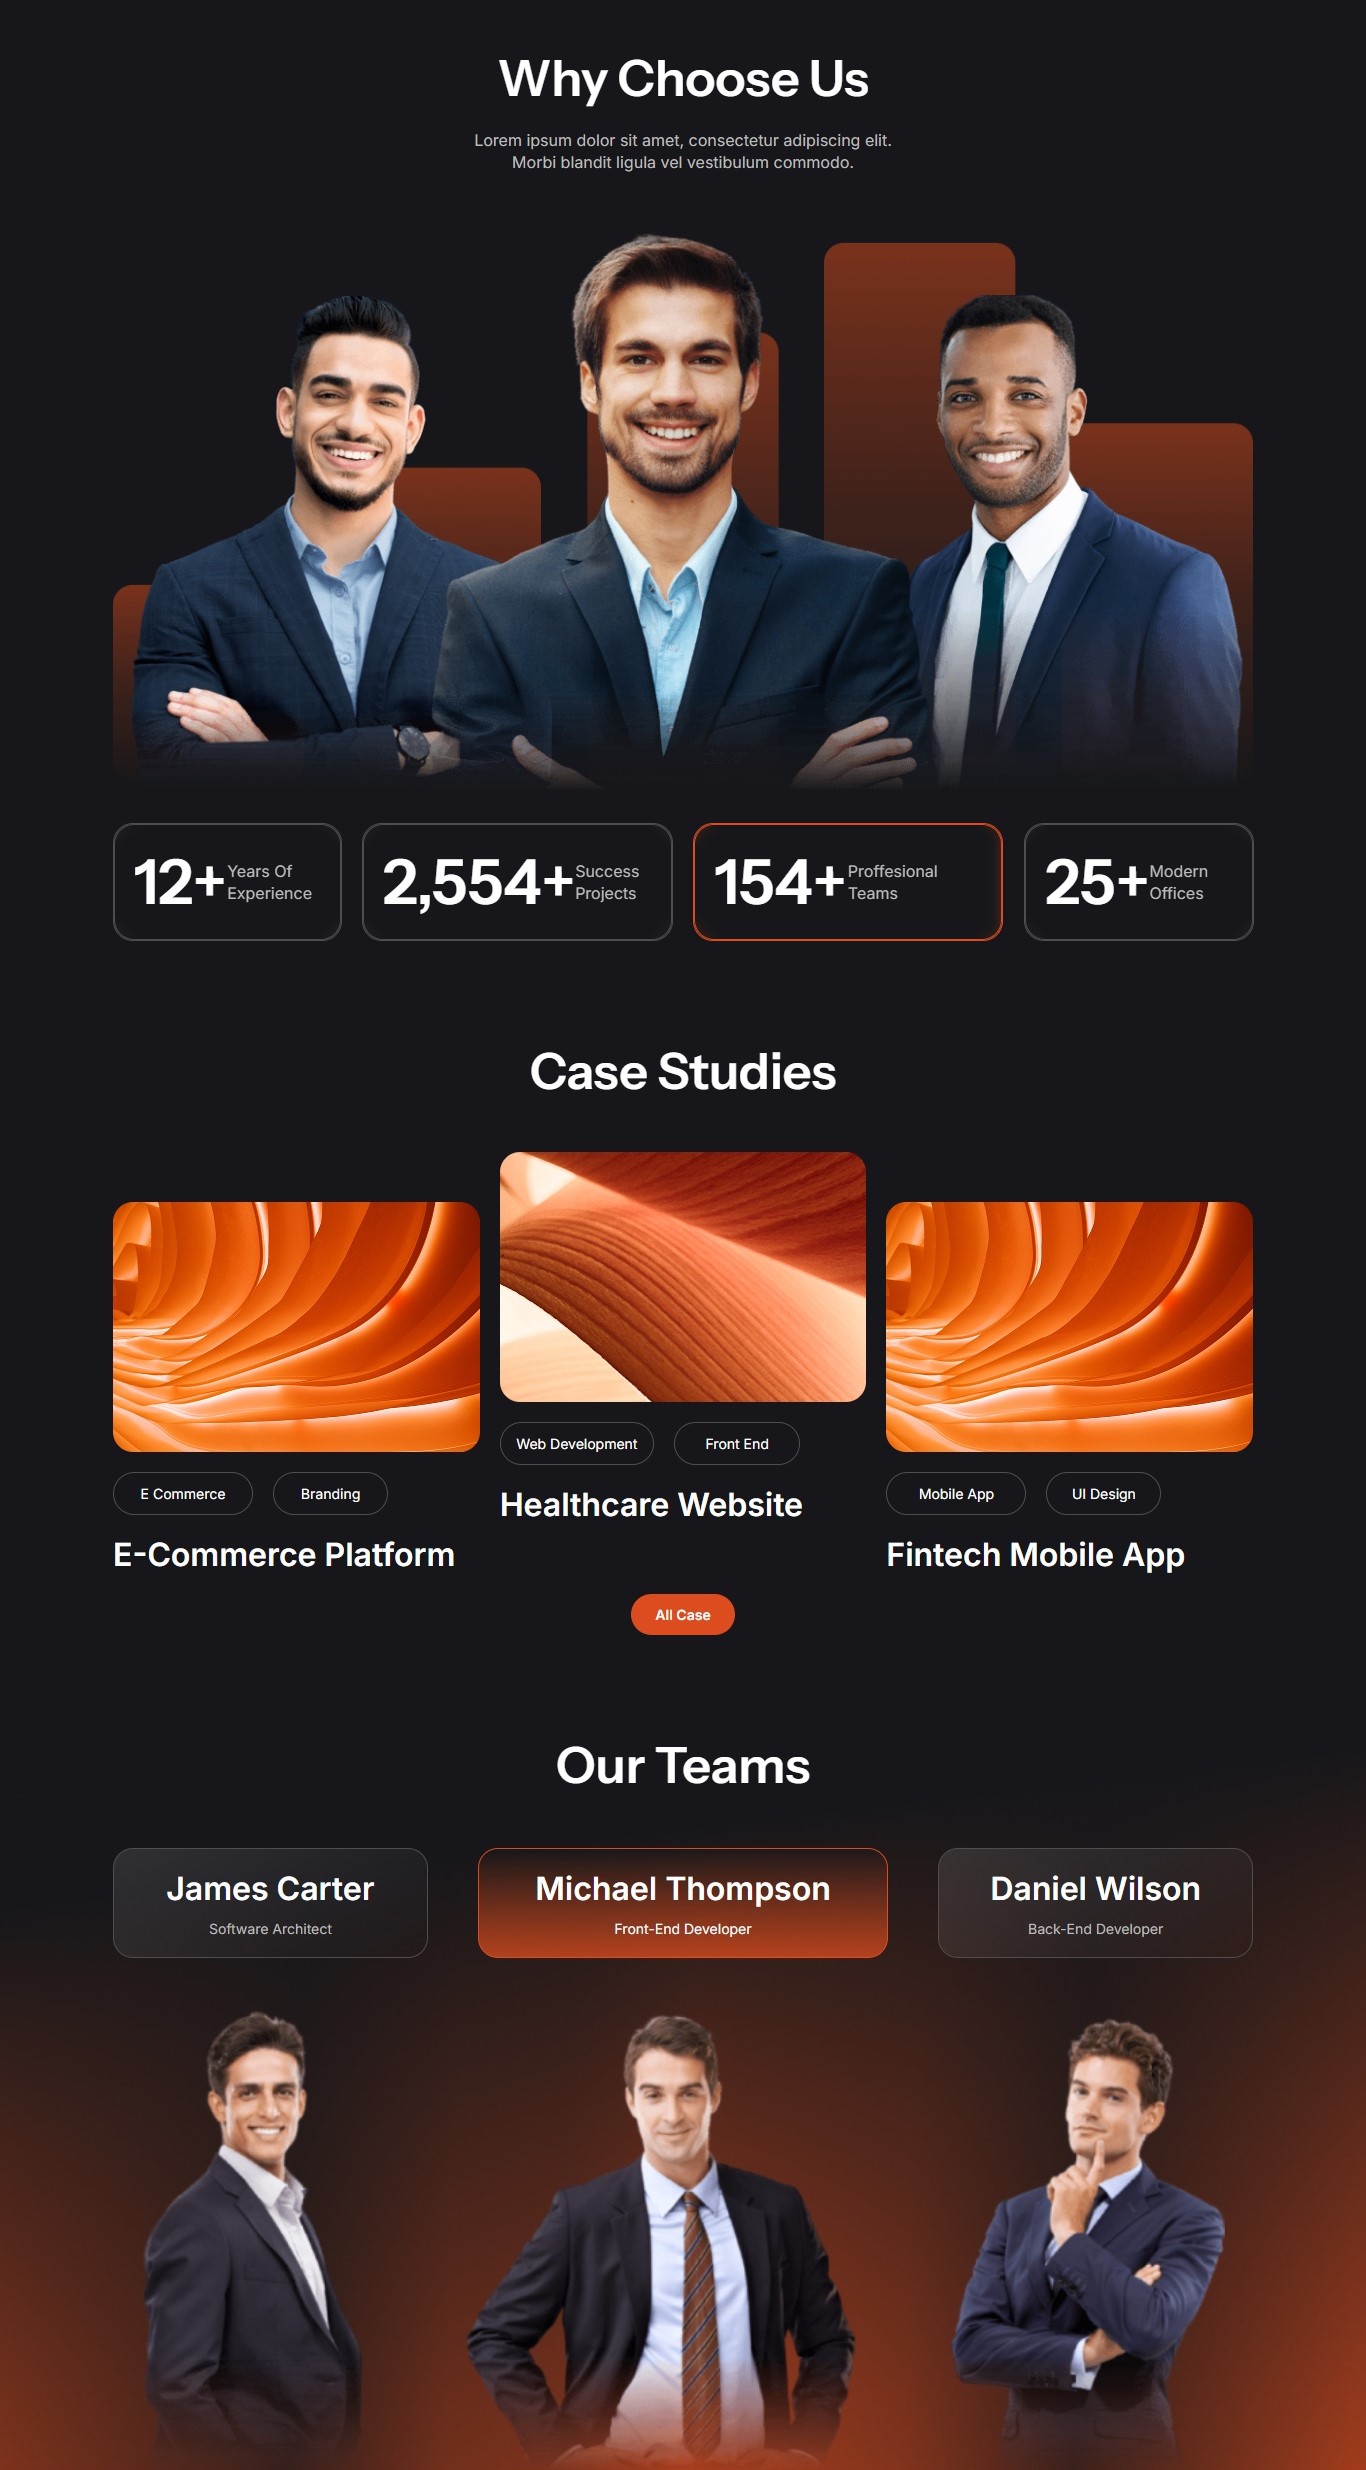 Why Choose Us
Lorem ipsum dolor sit amet, consectetur adipiscing elit.
Morbi blandit ligula vel vestibulum commodo.
12+
Years Of
Experience
2,554+
Success
Projects
154+
Proffesional
Teams
25+
Modern
Offices
Case Studies
E Commerce
Branding
E-Commerce Platform
Web Development
Front End
Healthcare Website
Mobile App
UI Design
Fintech Mobile App
All Case
Our Teams
James Carter
Software Architect
Michael Thompson
Front-End Developer
Daniel Wilson
Back-End Developer